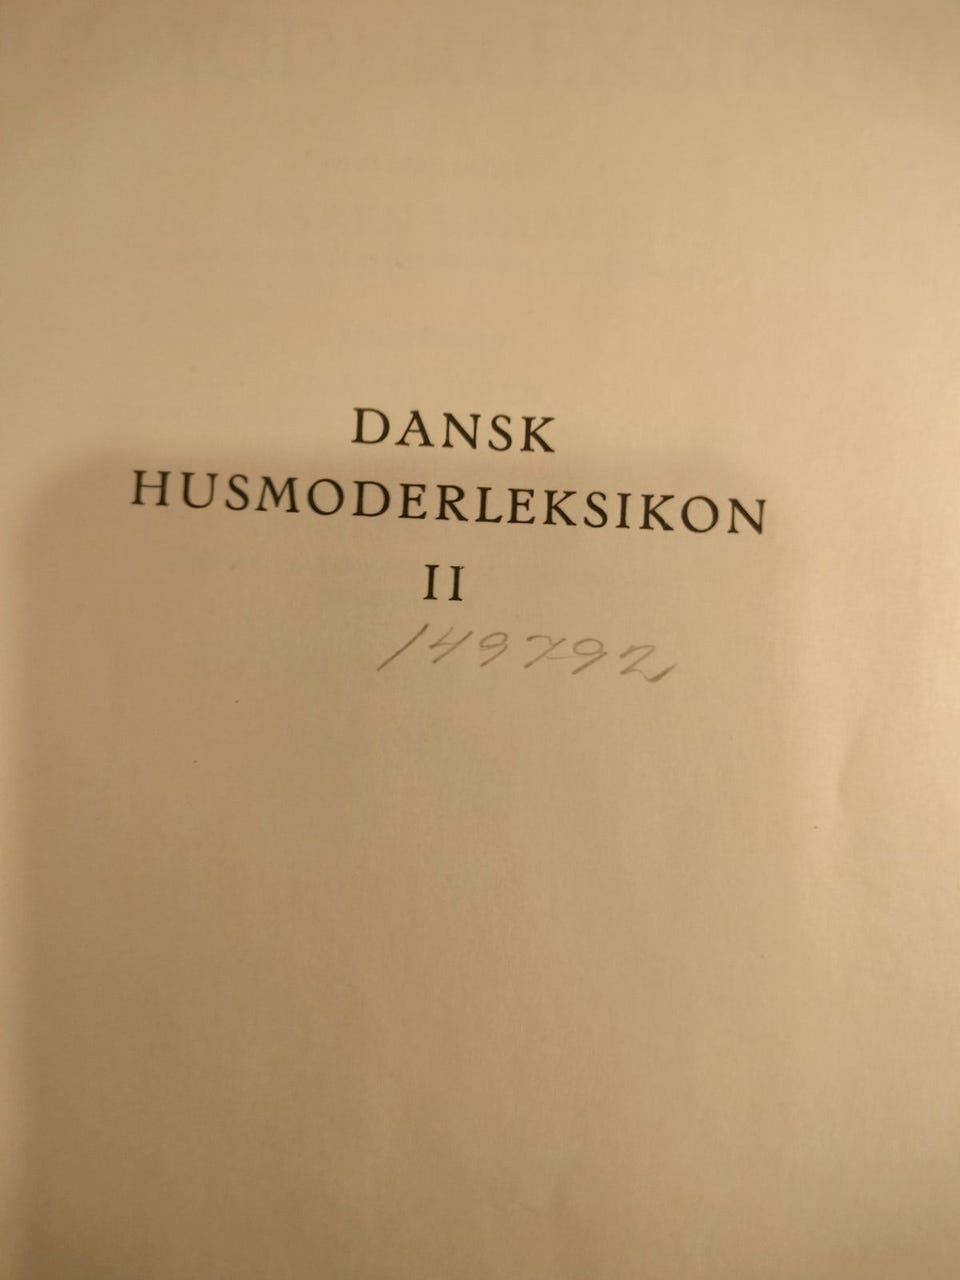 DANSK
HUSMODERLEKSIKON
II
149792